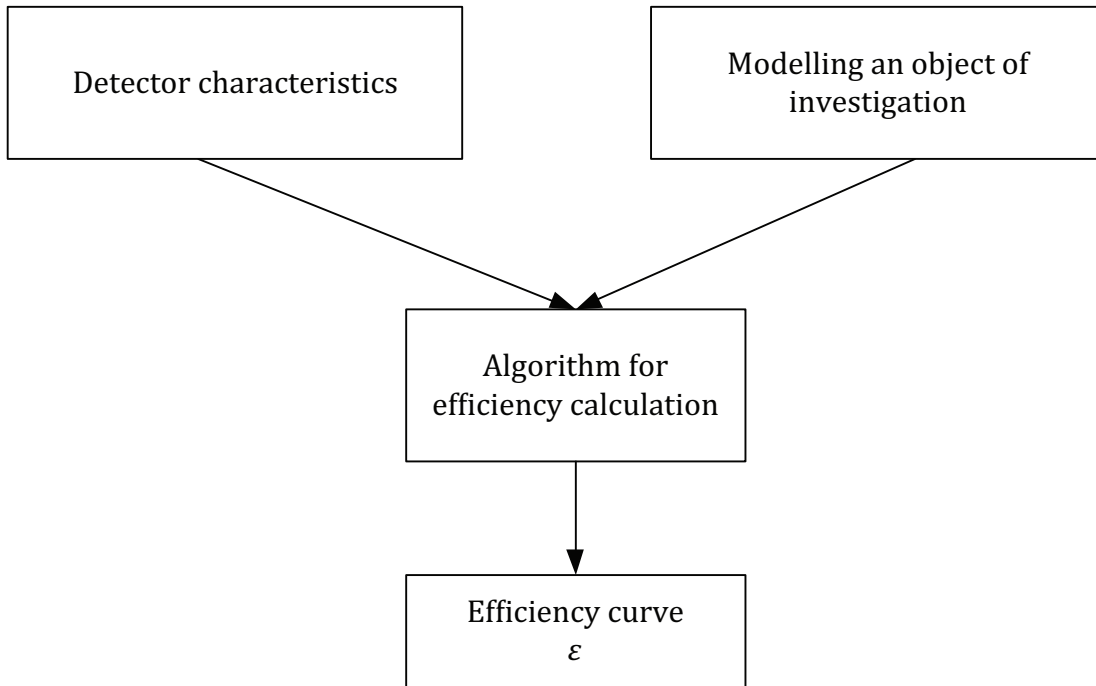 Detector characteristics
Modelling an object of
investigation
Algorithm for
efficiency calculation
Efficiency curve
ε